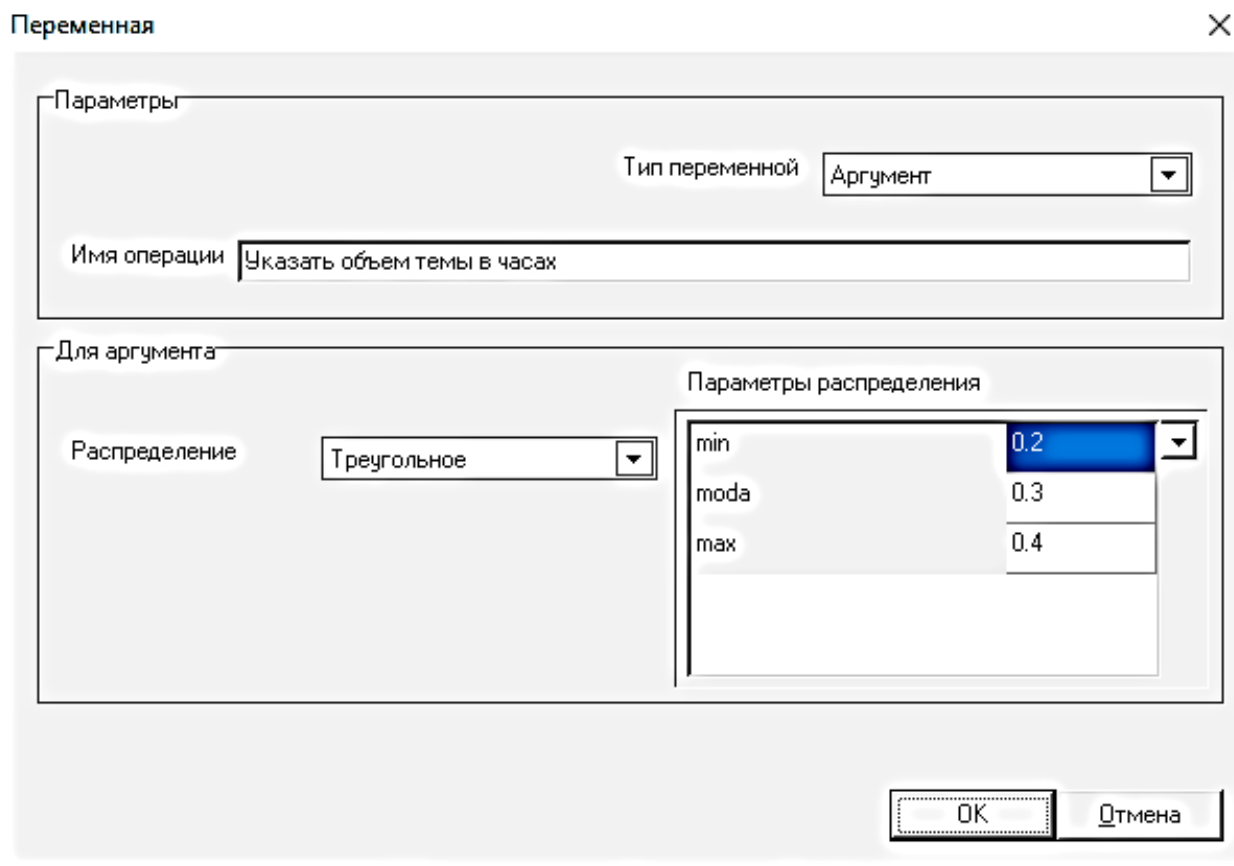 Переменная
Параметры
Тип переменной Аргумент
Имя операции Указать объем темы в часах
Для аргумента
Параметры распределения
Распределение Треугольное
min 0.2
moda 0.3
max 0.4
OK Отмена